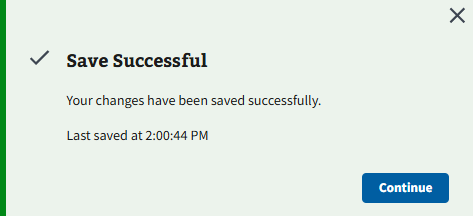 Save Successful
Your changes have been saved successfully.
Last saved at 2:00:44 PM
Continue